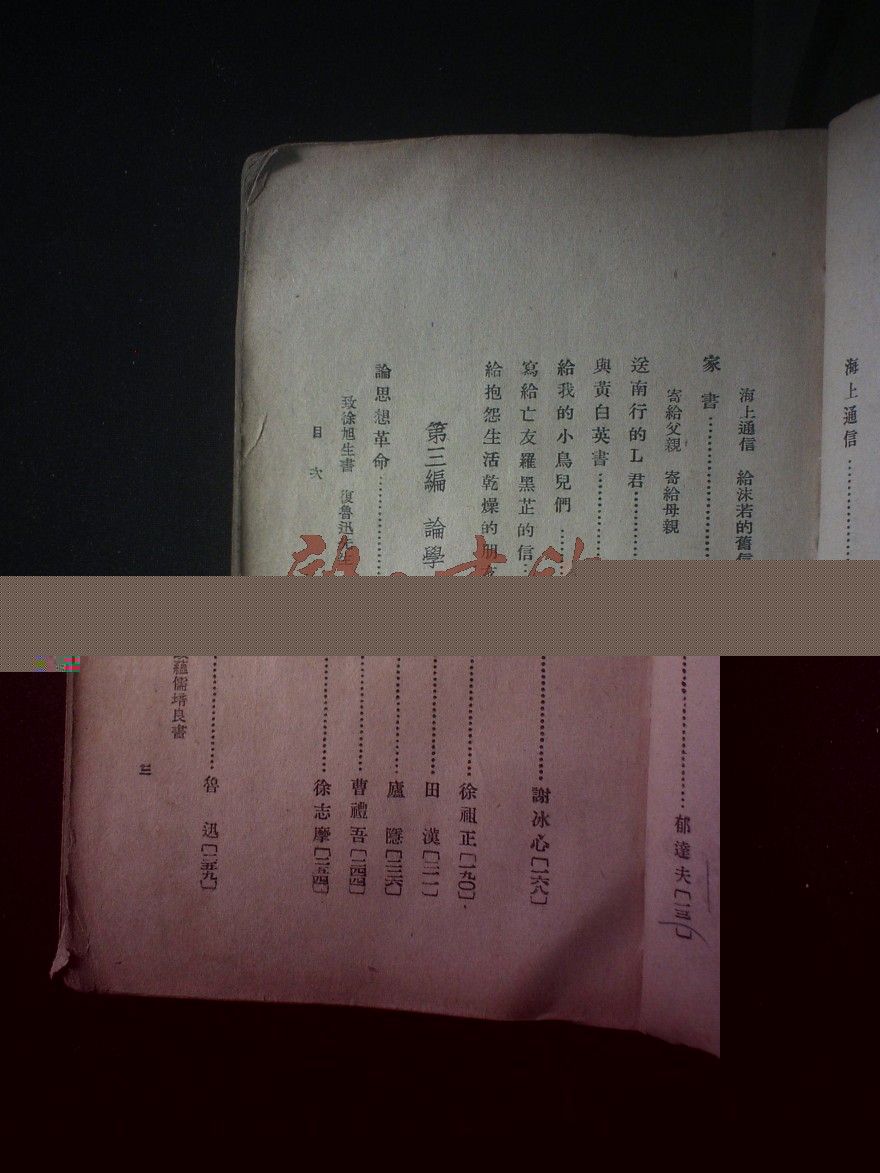 海上通信……郁達夫
海上通信　給沫若的舊信
家書……謝冰心〔一六八〕
寄給父親　寄給母親
送南行的L君……徐祖正〔一九〇〕
與黃白英書……田漢〔二一一〕
給我的小鳥兒們……廬隱〔二三六〕
寫給亡友羅黑芷的信……曹禮吾〔二四四〕
給抱怨生活乾燥的朋友……徐志摩〔二五四〕
第三編　論學
論思想革命……魯迅〔二五九〕
致徐旭生書　復魯迅先生　蘊儒培良書
目次　三